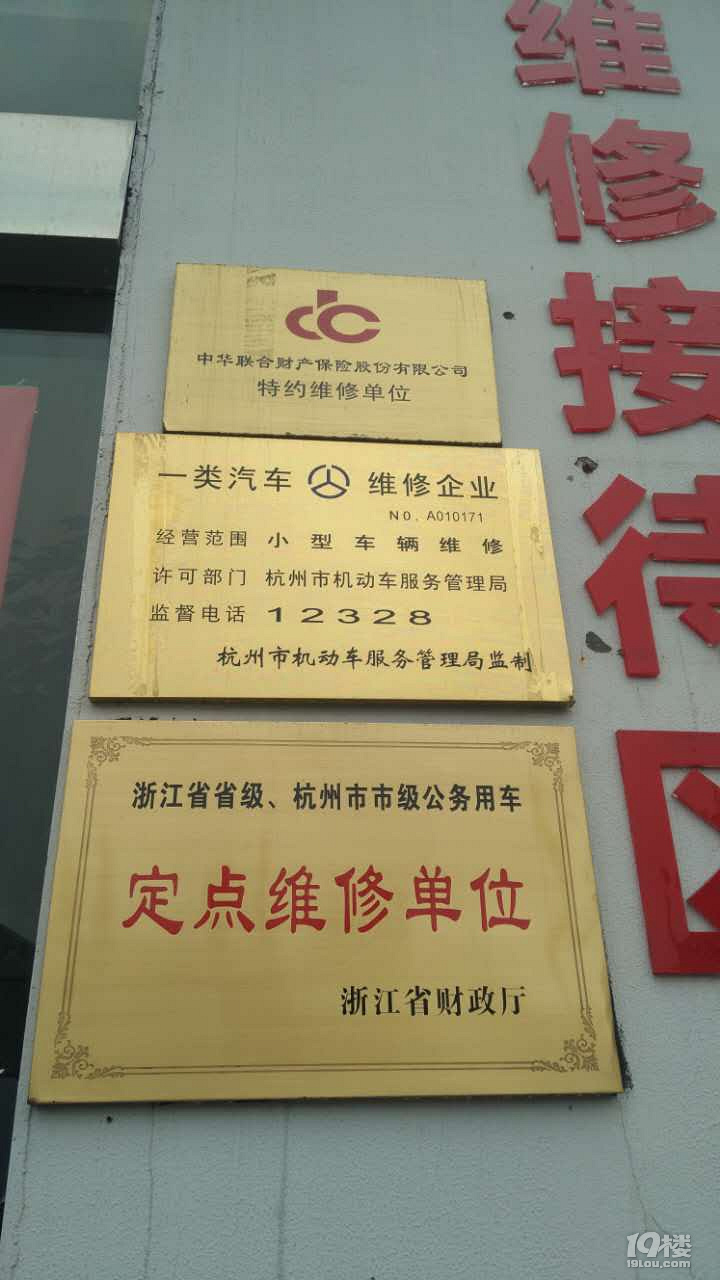 维修接待区
中华联合财产保险股份有限公司
特约维修单位
一类汽车 维修企业
NO. A010171
经营范围 小型车辆维修
许可部门 杭州市机动车服务管理局
监督电话 12328
杭州市机动车服务管理局监制
浙江省省级、杭州市市级公务用车
定点维修单位
浙江省财政厅
19楼
19lou.com